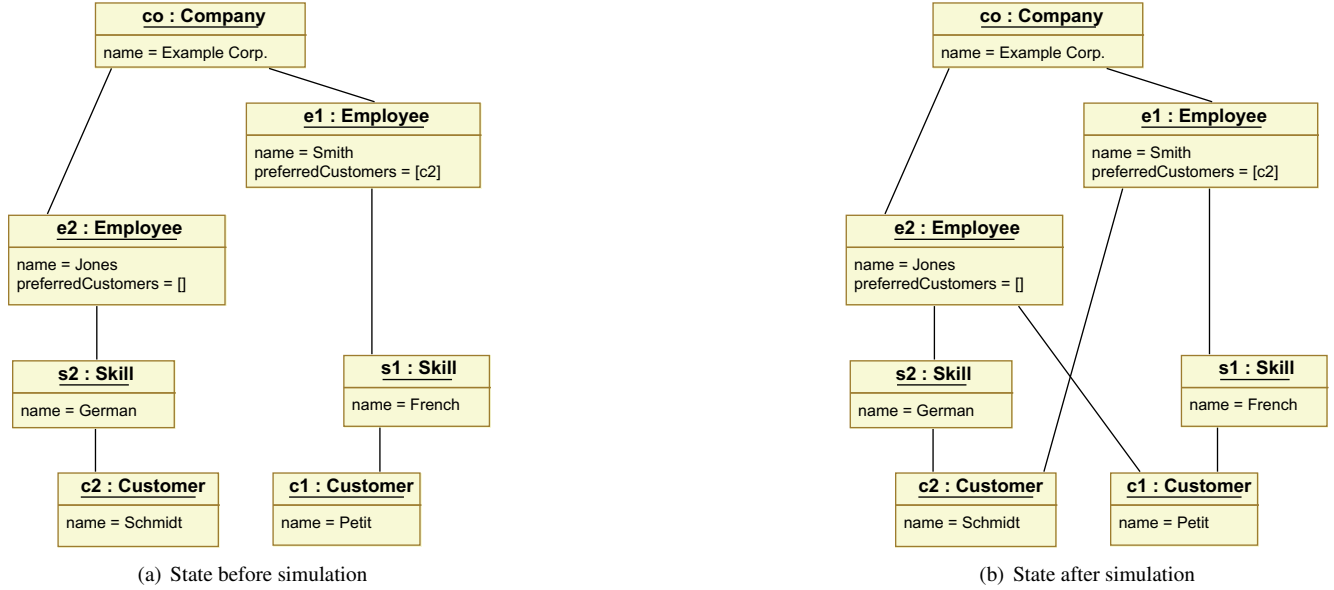 co : Company
name = Example Corp.
e1 : Employee
name = Smith
preferredCustomers = [c2]
e2 : Employee
name = Jones
preferredCustomers = []
s2 : Skill
name = German
s1 : Skill
name = French
c2 : Customer
name = Schmidt
c1 : Customer
name = Petit
(a) State before simulation
co : Company
name = Example Corp.
e1 : Employee
name = Smith
preferredCustomers = [c2]
e2 : Employee
name = Jones
preferredCustomers = []
s2 : Skill
name = German
s1 : Skill
name = French
c2 : Customer
name = Schmidt
c1 : Customer
name = Petit
(b) State after simulation